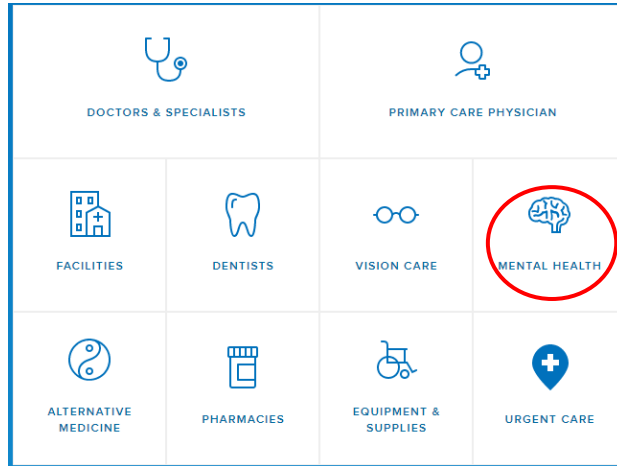 DOCTORS & SPECIALISTS
PRIMARY CARE PHYSICIAN
FACILITIES
DENTISTS
VISION CARE
MENTAL HEALTH
ALTERNATIVE
MEDICINE
PHARMACIES
EQUIPMENT &
SUPPLIES
URGENT CARE